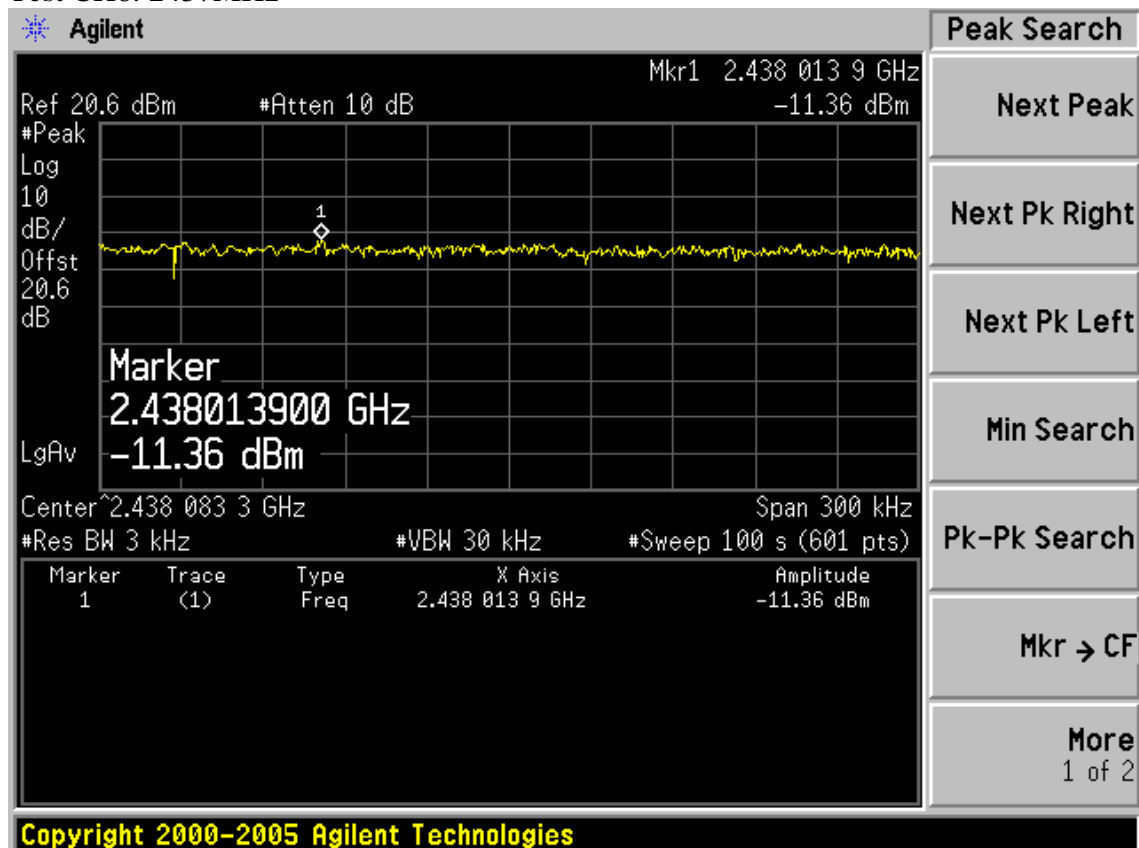 Agilent
Peak Search
Mkr1 2.438 013 9 GHz
Ref 20.6 dBm #Atten 10 dB -11.36 dBm
Next Peak
#Peak
Log
10
dB/
Offst
20.6
dB
1
Next Pk Right
Next Pk Left
Marker
2.438013900 GHz
-11.36 dBm
LgAv
Min Search
Center^2.438 083 3 GHz Span 300 kHz
#Res BW 3 kHz #VBW 30 kHz #Sweep 100 s (601 pts)
Pk-Pk Search
Marker Trace Type X Axis Amplitude
1 (1) Freq 2.438 013 9 GHz -11.36 dBm
Mkr → CF
More
1 of 2
Copyright 2000-2005 Agilent Technologies